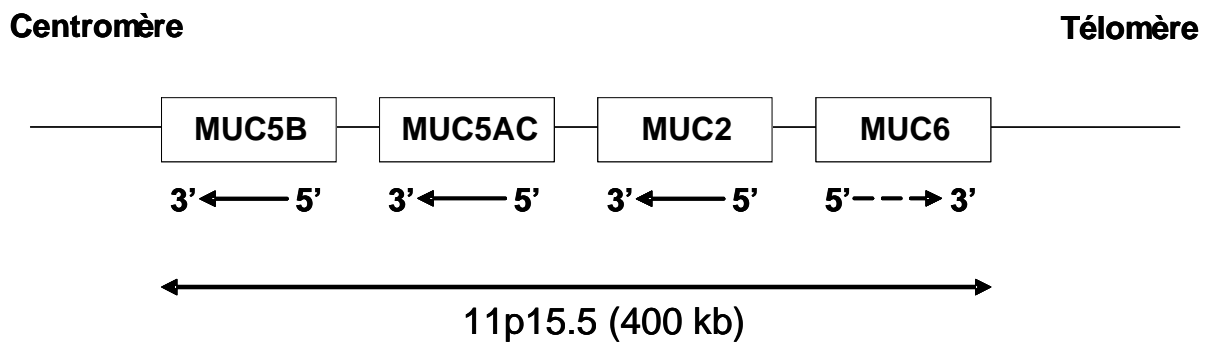 Centromère Télomère
MUC5B MUC5AC MUC2 MUC6
3’ 5’ 3’ 5’ 3’ 5’ 5’ 3’
11p15.5 (400 kb)